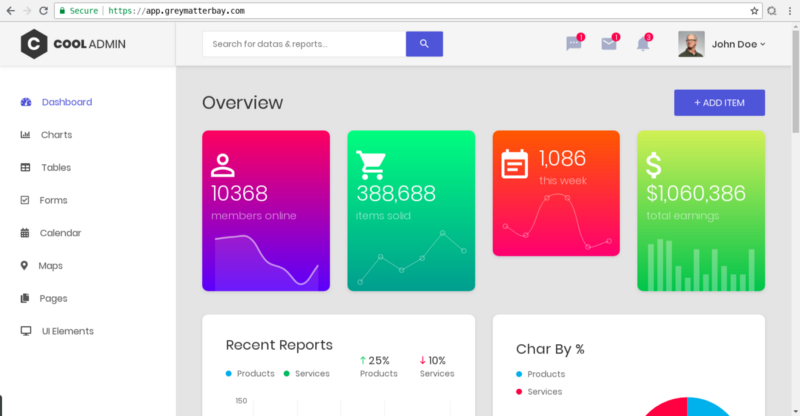 Secure https://app.greymatterbay.com
COOL ADMIN
Search for datas & reports...
1
1
3
John Doe
Dashboard
Charts
Tables
Forms
Calendar
Maps
Pages
UI Elements
Overview
+ ADD ITEM
10368
members online
388,688
items solid
1,086
this week
$1,060,386
total earnings
Recent Reports
Products Services
↑ 25%
Products
↓ 10%
Services
150
Char By %
Products
Services